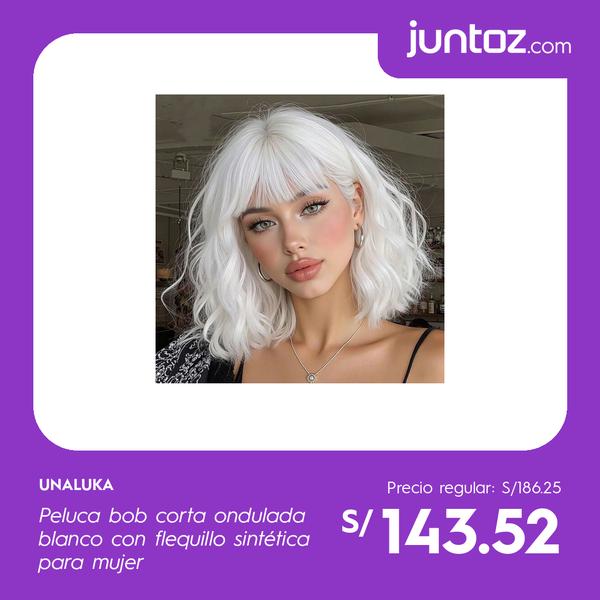 juntoz.com
UNALUKA
Peluca bob corta ondulada
blanco con flequillo sintética
para mujer
Precio regular: S/186.25
S/143.52